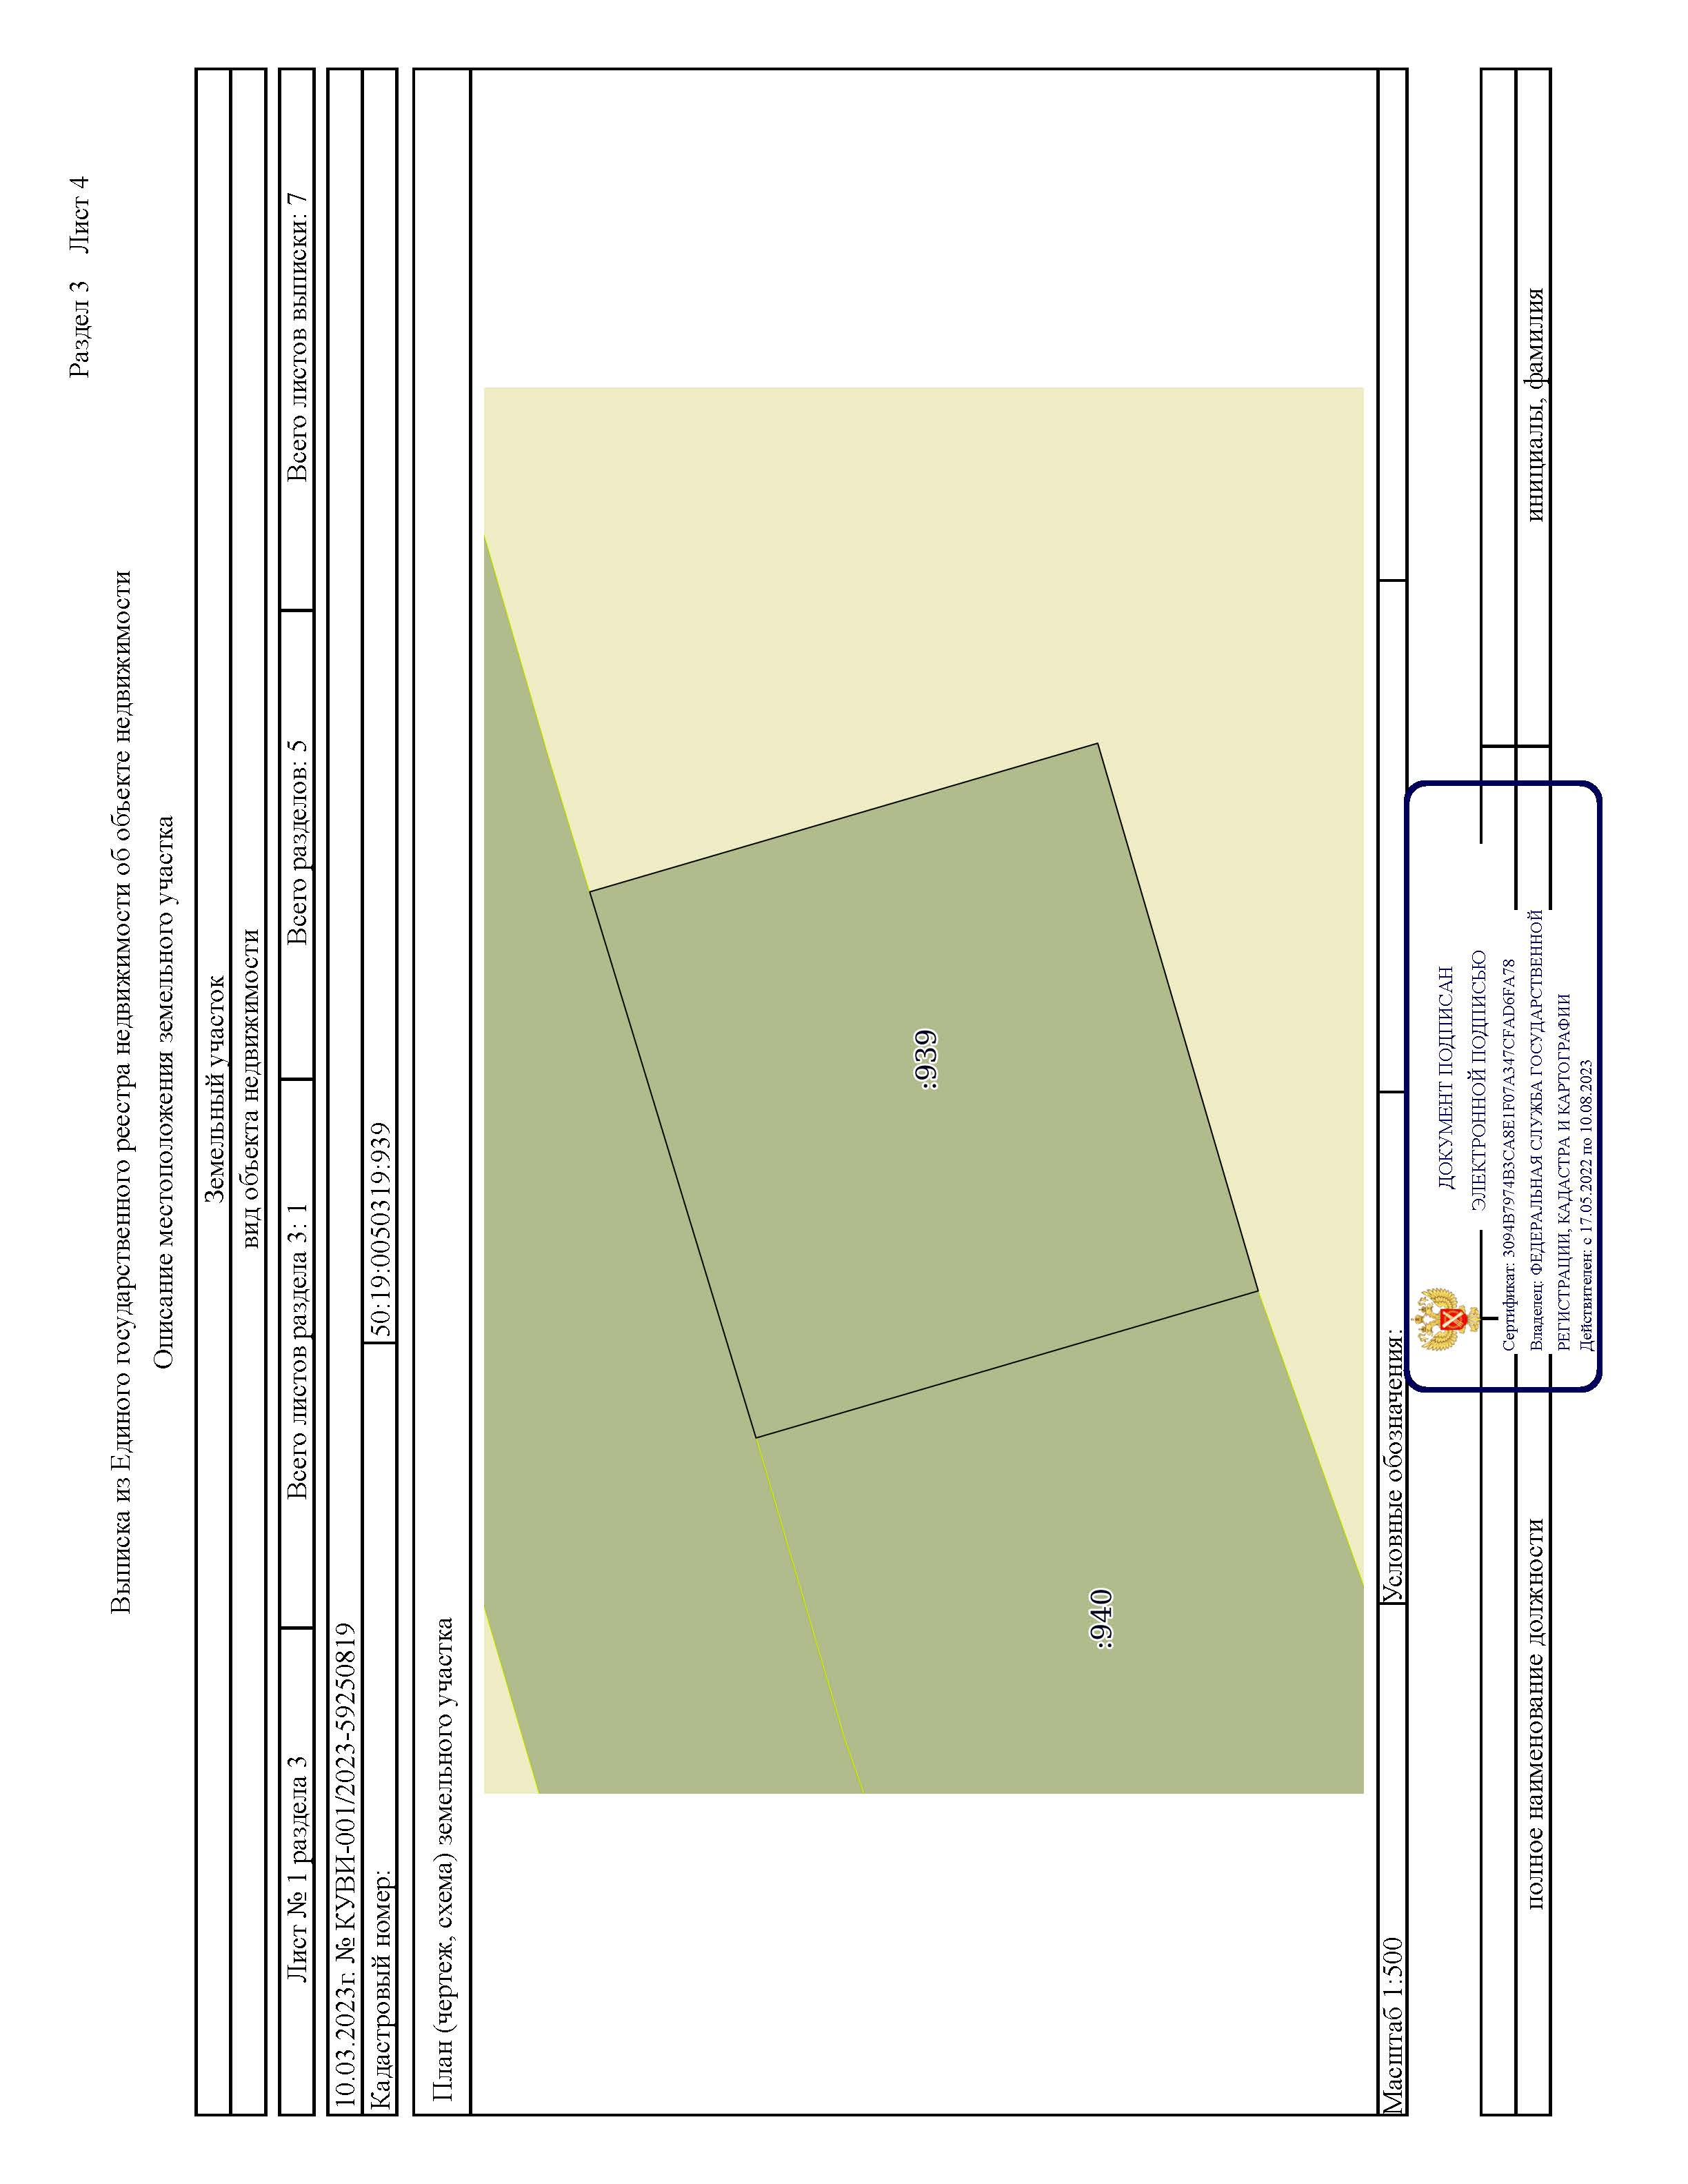 Раздел 3 Лист 4
Выписка из Единого государственного реестра недвижимости об объекте недвижимости
Описание местоположения земельного участка
Земельный участок
вид объекта недвижимости
Лист № 1 раздела 3 Всего листов раздела 3: 1 Всего разделов: 5 Всего листов выписки: 7
10.03.2023г. № КУВИ-001/2023-59250819
Кадастровый номер: 50:19:0050319:939
План (чертеж, схема) земельного участка
:939
:940
Масштаб 1:500 Условные обозначения:
ДОКУМЕНТ ПОДПИСАН
ЭЛЕКТРОННОЙ ПОДПИСЬЮ
Сертификат: 3094B7974B3CA8E1F07A347CFAD6FA78
Владелец: ФЕДЕРАЛЬНАЯ СЛУЖБА ГОСУДАРСТВЕННОЙ
РЕГИСТРАЦИИ, КАДАСТРА И КАРТОГРАФИИ
Действителен: с 17.05.2022 по 10.08.2023
полное наименование должности инициалы, фамилия